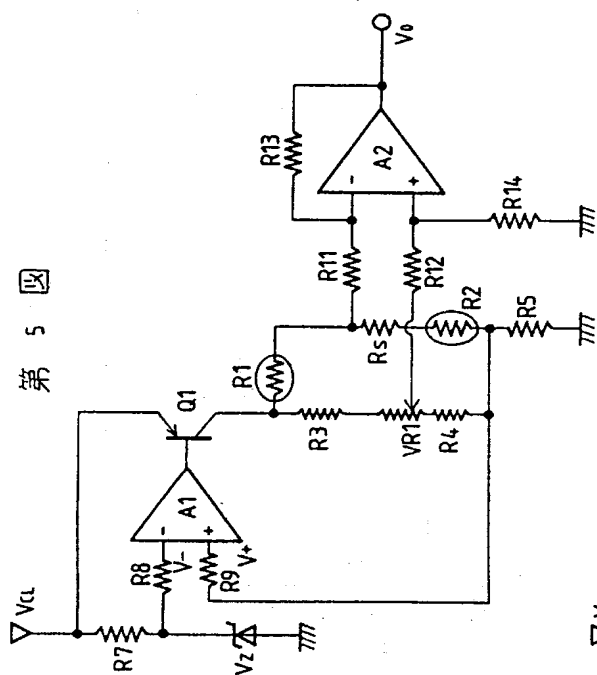 第 5 図
VCL
R7
VZ
R8
V-
R9
V+
A1
-
+
Q1
R1
R3
VR1
R4
Rs
R2
R5
R11
R12
R13
A2
-
+
R14
Vo